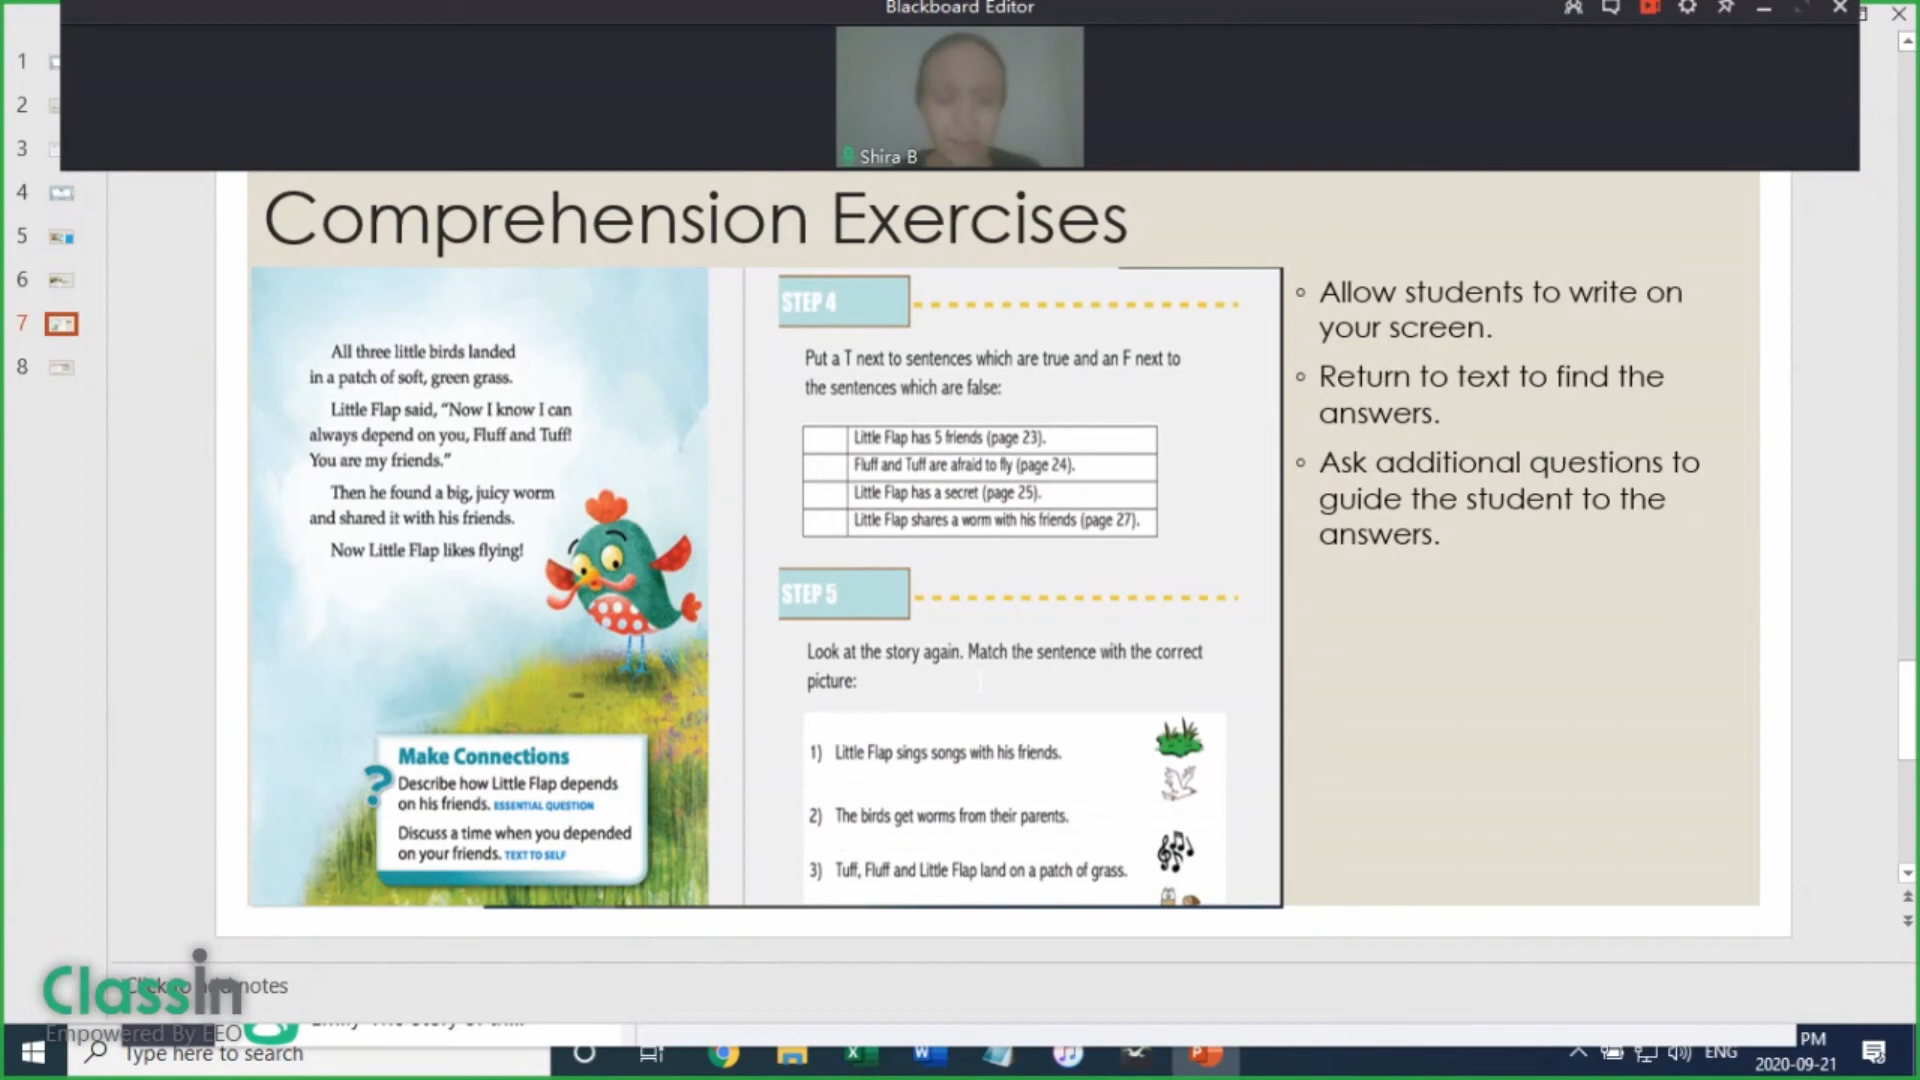 Blackboard Editor
Shira B
1
2
3
4
5
6
7
8
Comprehension Exercises
All three little birds landed
in a patch of soft, green grass.
Little Flap said, “Now I know I can
always depend on you, Fluff and Tuff!
You are my friends.”
Then he found a big, juicy worm
and shared it with his friends.
Now Little Flap likes flying!
Make Connections
?
Describe how Little Flap depends
on his friends. ESSENTIAL QUESTION
Discuss a time when you depended
on your friends. TEXT TO SELF
STEP 4
Put a T next to sentences which are true and an F next to
the sentences which are false:
Little Flap has 5 friends (page 23).
Fluff and Tuff are afraid to fly (page 24).
Little Flap has a secret (page 25).
Little Flap shares a worm with his friends (page 27).
STEP 5
Look at the story again. Match the sentence with the correct
picture:
1) Little Flap sings songs with his friends.
2) The birds get worms from their parents.
3) Tuff, Fluff and Little Flap land on a patch of grass.
Allow students to write on
your screen.
Return to text to find the
answers.
Ask additional questions to
guide the student to the
answers.
Click to add notes
ClassIn
Empowered By EEO
Type here to search
ENG
PM
2020-09-21